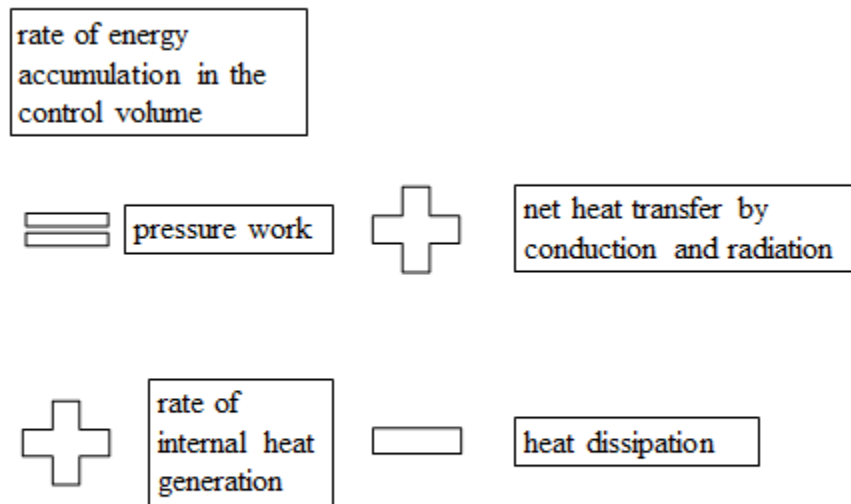 rate of energy
accumulation in the
control volume
pressure work
net heat transfer by
conduction and radiation
rate of
internal heat
generation
heat dissipation